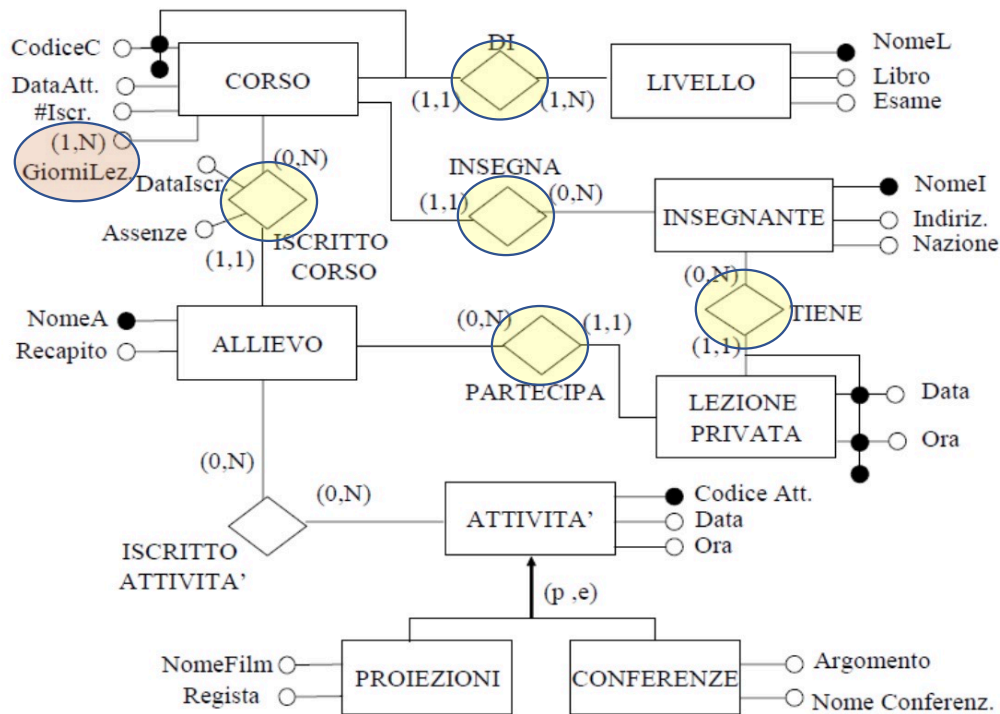 CodiceC
DataAtt.
#Iscr.
(1,N)
GiorniLez.
CORSO
DI
(1,1)
(1,N)
LIVELLO
NomeL
Libro
Esame
(0,N)
DataIscr.
Assenze
(1,1)
ISCRITTO
CORSO
INSEGNA
(1,1)
(0,N)
INSEGNANTE
NomeI
Indiriz.
Nazione
(0,N)
TIENE
(1,1)
NomeA
Recapito
ALLIEVO
(0,N)
(1,1)
PARTECIPA
LEZIONE
PRIVATA
Data
Ora
(0,N)
(0,N)
ISCRITTO
ATTIVITA’
ATTIVITA’
Codice Att.
Data
Ora
(p ,e)
NomeFilm
Regista
PROIEZIONI
CONFERENZE
Argomento
Nome Conferenz.